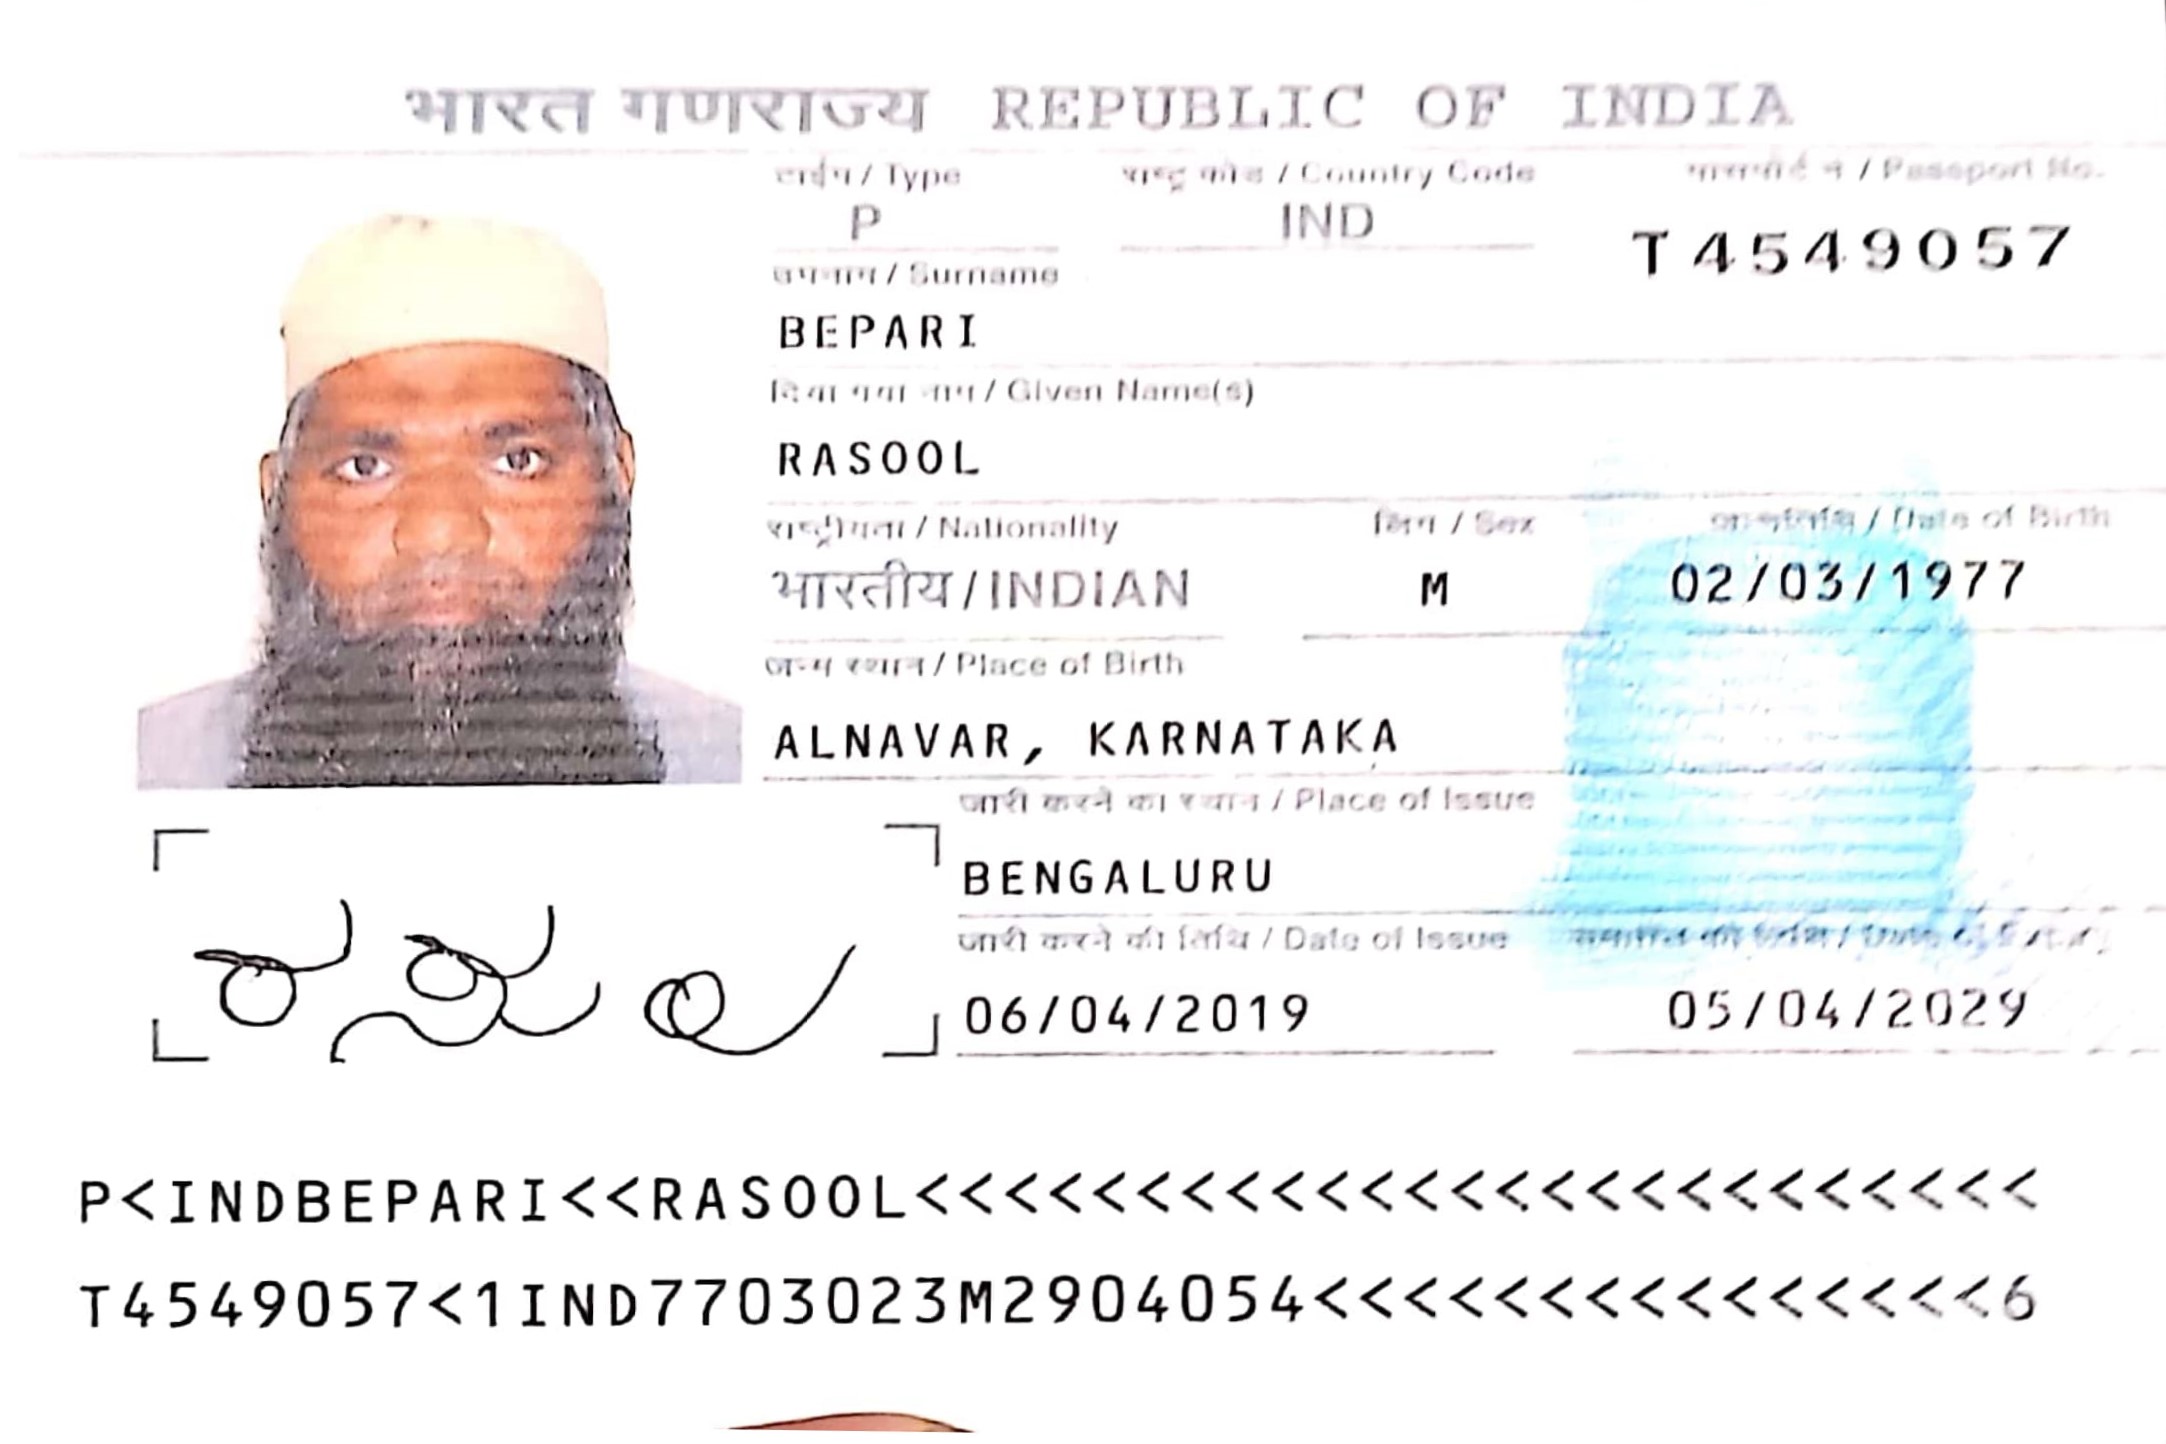 भारत गणराज्य REPUBLIC OF INDIA
टाईप / Type
राष्ट्र कोड / Country Code
पासपोर्ट नं / Passport No.
P
IND
T4549057
उपनाम / Surname
BEPARI
दिया गया नाम / Given Name(s)
RASOOL
राष्ट्रीयता / Nationality
लिंग / Sex
जन्मतिथि / Date of Birth
भारतीय / INDIAN
M
02/03/1977
जन्म स्थान / Place of Birth
ALNAVAR, KARNATAKA
जारी करने का स्थान / Place of Issue
BENGALURU
जारी करने की तिथि / Date of Issue
समाप्ति की तिथि / Date of Expiry
06/04/2019
05/04/2029
ರಸೂಲ
P<INDBEPARI<<RASOOL<<<<<<<<<<<<<<<<<<<<<<<<<
T4549057<1IND7703023M2904054<<<<<<<<<<<<<<<6